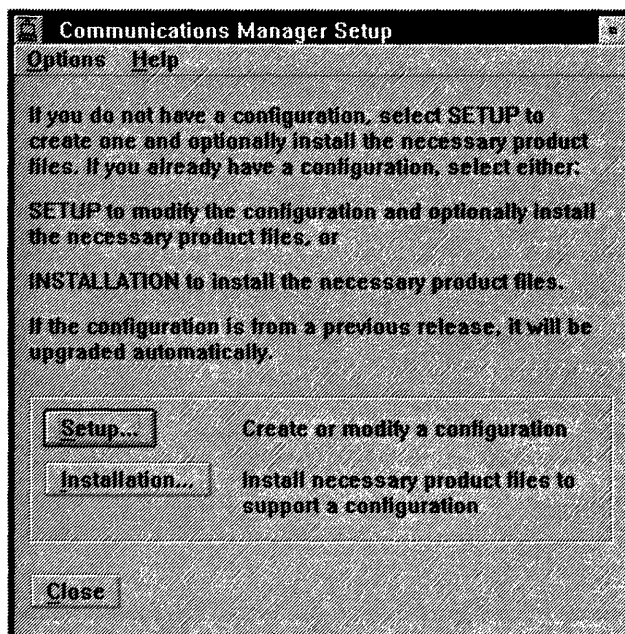 Communications Manager Setup
Options Help
If you do not have a configuration, select SETUP to
create one and optionally install the necessary product
files. If you already have a configuration, select either:
SETUP to modify the configuration and optionally install
the necessary product files, or
INSTALLATION to install the necessary product files.
If the configuration is from a previous release, it will be
upgraded automatically.
Setup... Create or modify a configuration
Installation... Install necessary product files to
support a configuration
Close